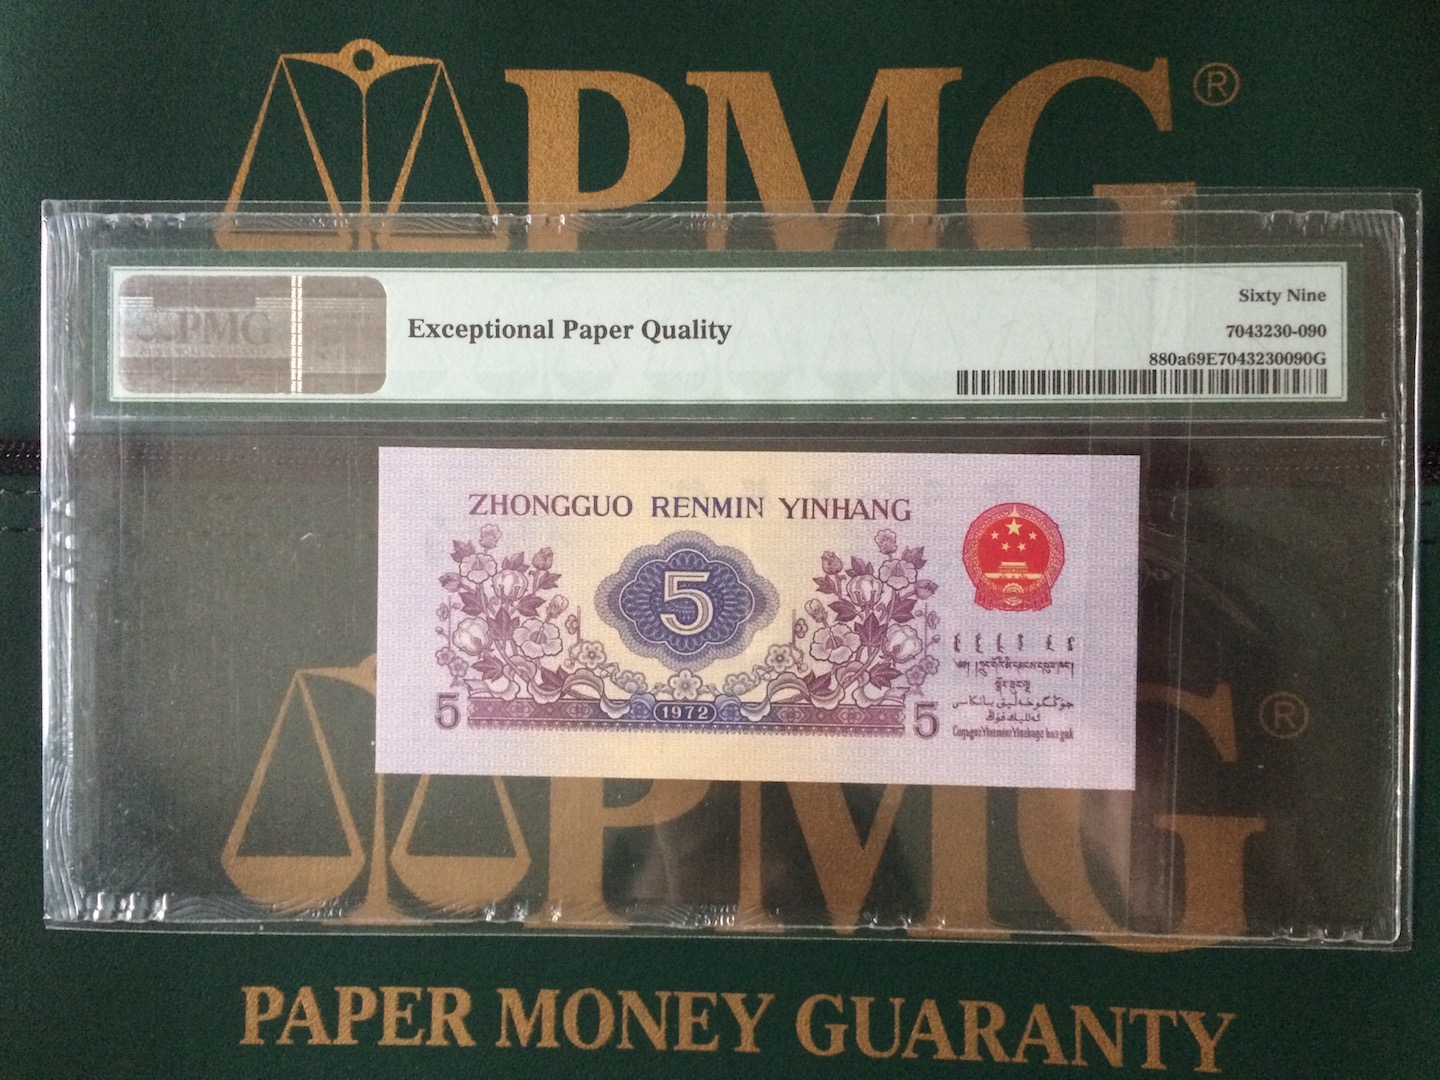 PMG®
PMG
Exceptional Paper Quality
Sixty Nine
7043230-090
880a69E7043230090G
ZHONGGUO RENMIN YINHANG
5
5
1972
5
PMG®
PAPER MONEY GUARANTY